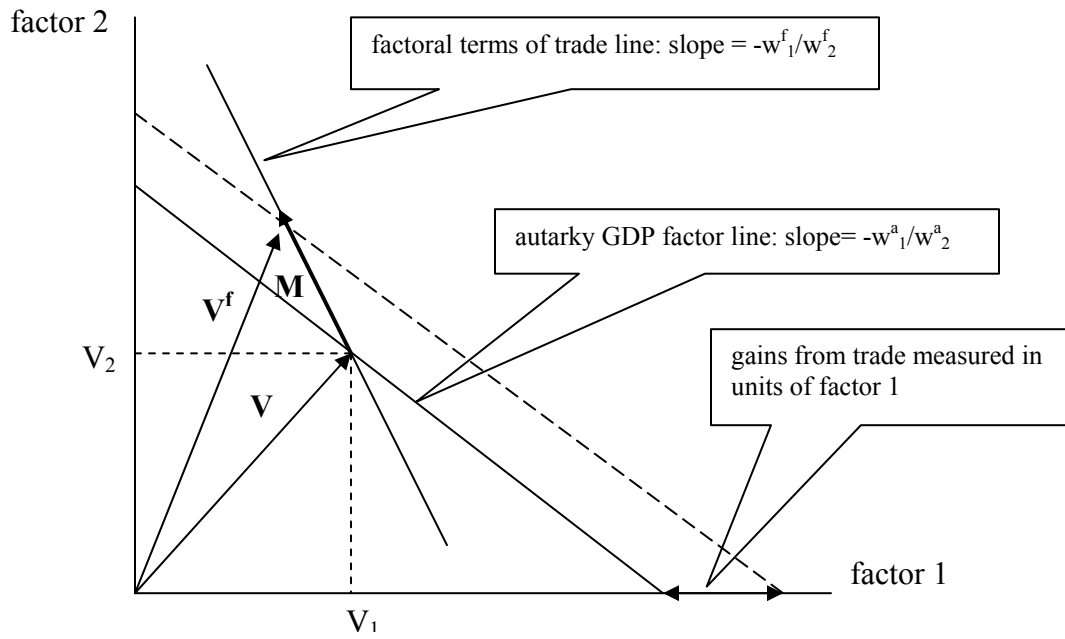 factor 2
factoral terms of trade line: slope = -wᶠ₁/wᶠ₂
autarky GDP factor line: slope= -wᵃ₁/wᵃ₂
M
Vᶠ
gains from trade measured in
units of factor 1
V₂
V
factor 1
V₁